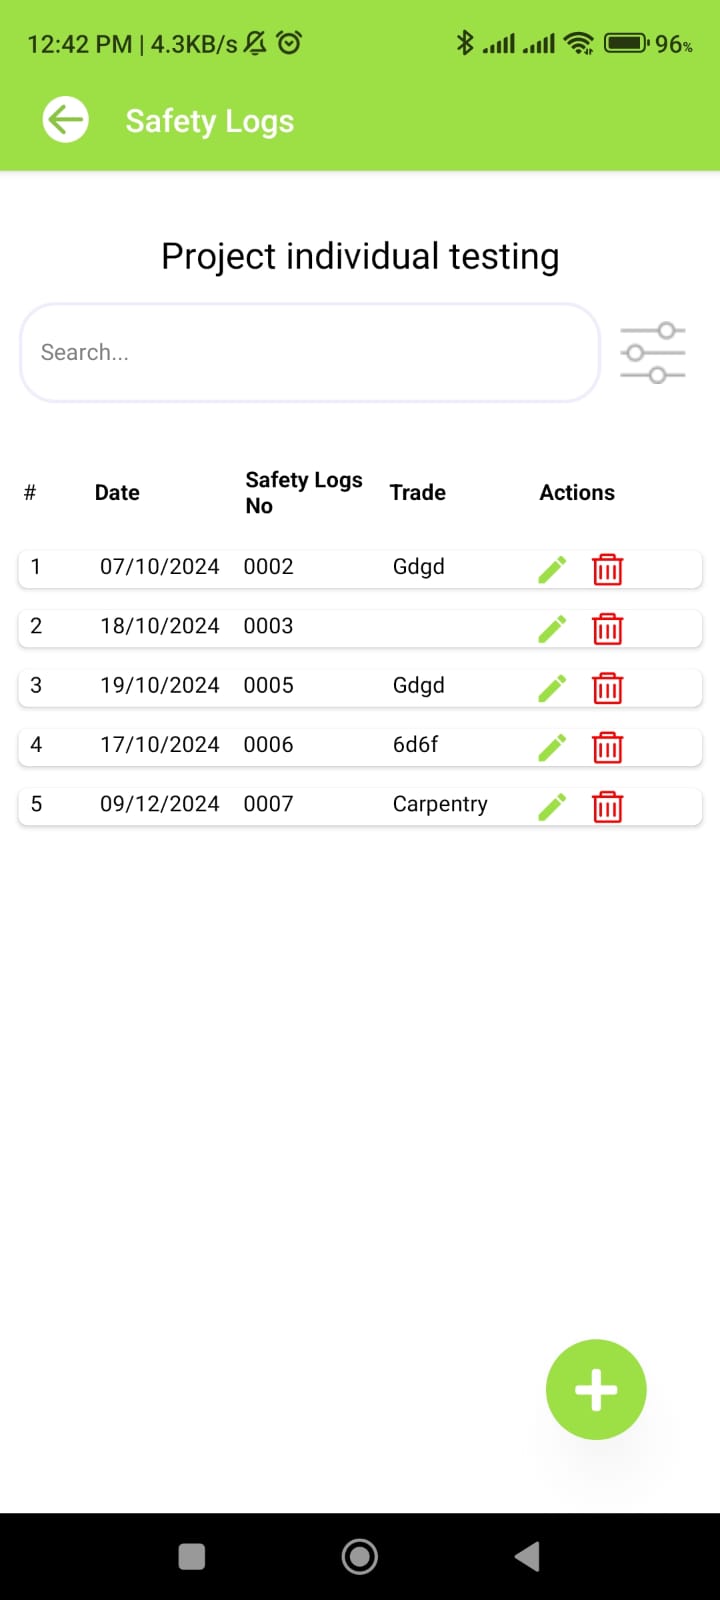 12:42 PM | 4.3KB/s 96%
Safety Logs
Project individual testing
Search...
# Date Safety Logs No Trade Actions
1 07/10/2024 0002 Gdgd
2 18/10/2024 0003
3 19/10/2024 0005 Gdgd
4 17/10/2024 0006 6d6f
5 09/12/2024 0007 Carpentry